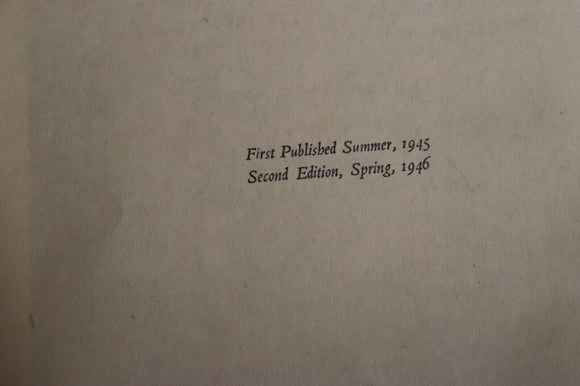 First Published Summer, 1945
Second Edition, Spring, 1946